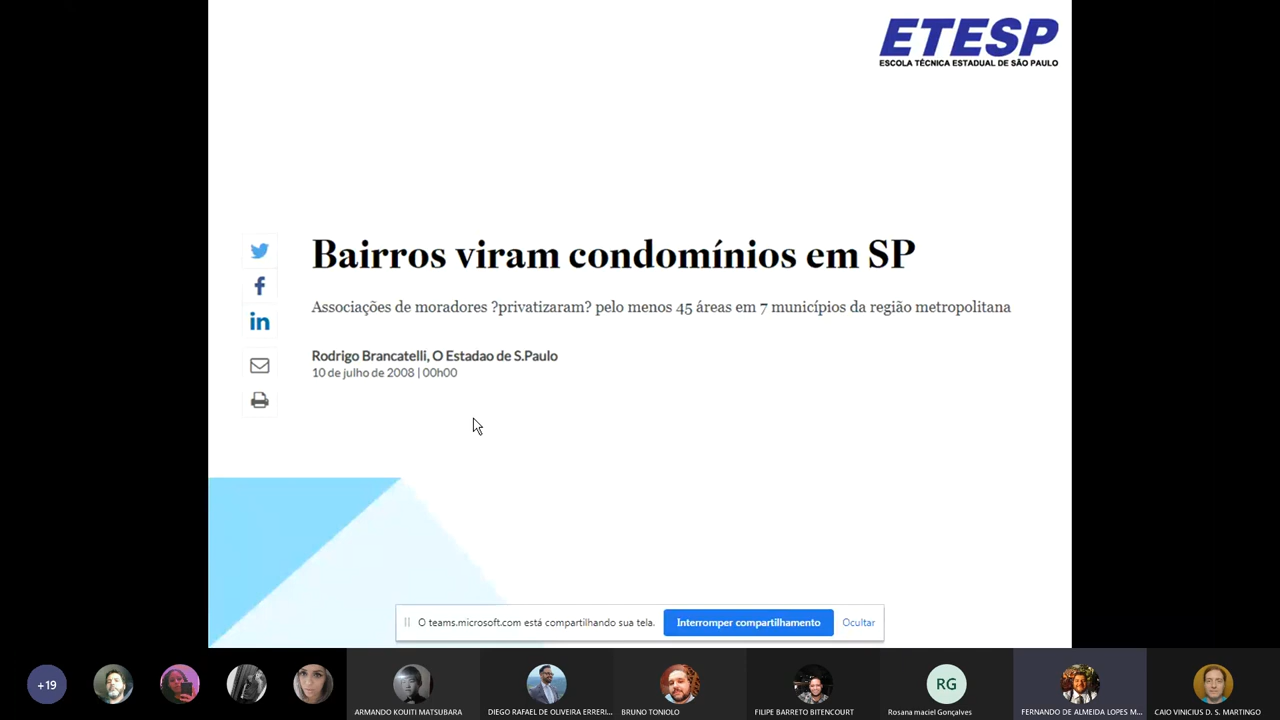 ETESP
ESCOLA TÉCNICA ESTADUAL DE SÃO PAULO
Bairros viram condomínios em SP
Associações de moradores ?privatizaram? pelo menos 45 áreas em 7 municípios da região metropolitana
Rodrigo Brancatelli, O Estadao de S.Paulo
10 de julho de 2008 | 00h00
O teams.microsoft.com está compartilhando sua tela.
Interromper compartilhamento
Ocultar
+19
ARMANDO KOUITI MATSUBARA
DIEGO RAFAEL DE OLIVEIRA ERRERI...
BRUNO TONIOLO
FILIPE BARRETO BITENCOURT
RG
Rosana maciel Gonçalves
FERNANDO DE ALMEIDA LOPES M...
CAIO VINICIUS D. S. MARTINGO